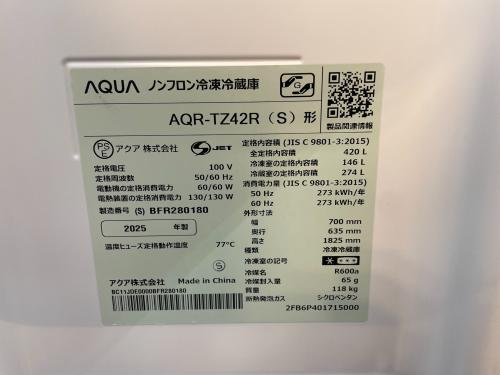 AQUA ノンフロン冷凍冷蔵庫
G
AQR-TZ42R（S）形
製品関連情報
PS
E
アクア 株式会社
S JET
定格電圧 100 V
定格周波数 50/60 Hz
電動機の定格消費電力 60/60 W
電熱装置の定格消費電力 130/130 W
製造番号 (S) BFR280180
2025 年製
温度ヒューズ定格動作温度 77℃
S
アクア 株式会社 Made in China
BC11JDE0000BFR280180
定格内容積 (JIS C 9801-3:2015)
全定格内容積 420 L
冷凍室の定格内容積 146 L
冷蔵室の定格内容積 274 L
消費電力量 (JIS C 9801-3:2015)
50 Hz 273 kWh/年
60 Hz 273 kWh/年
外形寸法
幅 700 mm
奥行 635 mm
高さ 1825 mm
種類 冷凍冷蔵庫
冷凍室の記号
冷媒名 R600a
冷媒封入量 65 g
質量 118 kg
断熱発泡ガス シクロペンタン
2FB6P401715000